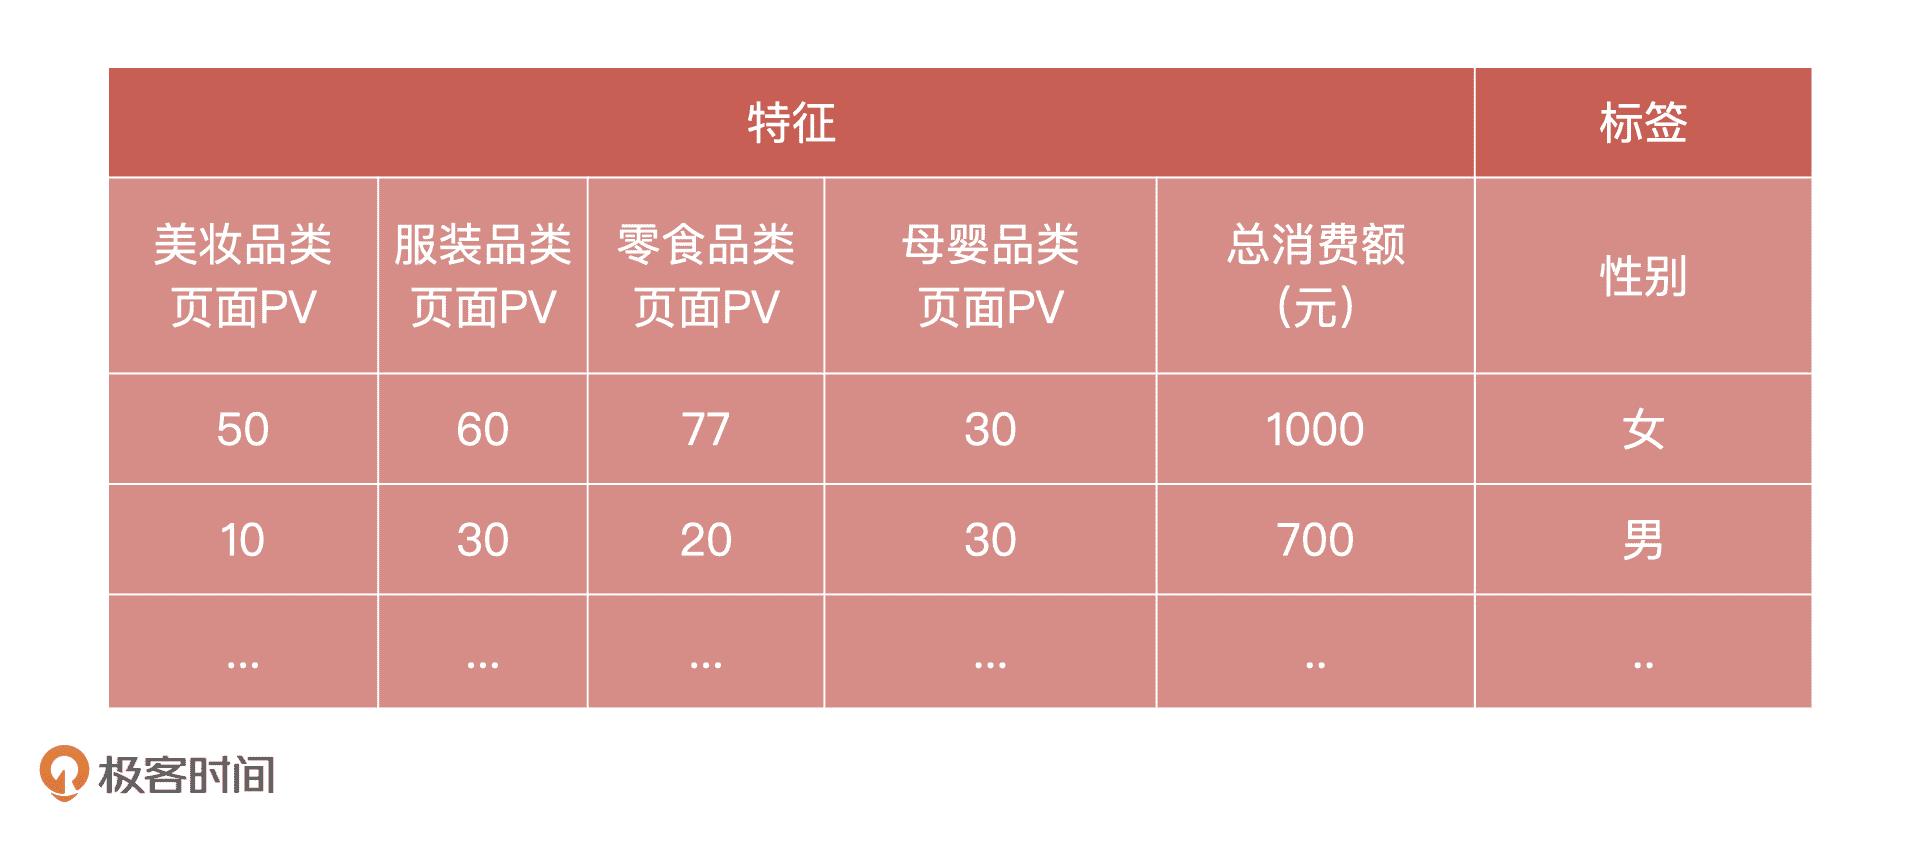 特征 标签
美妆品类 服装品类 零食品类 母婴品类 总消费额 性别
页面PV 页面PV 页面PV 页面PV （元）
50 60 77 30 1000 女
10 30 20 30 700 男
... ... ... ... .. ..
极客时间